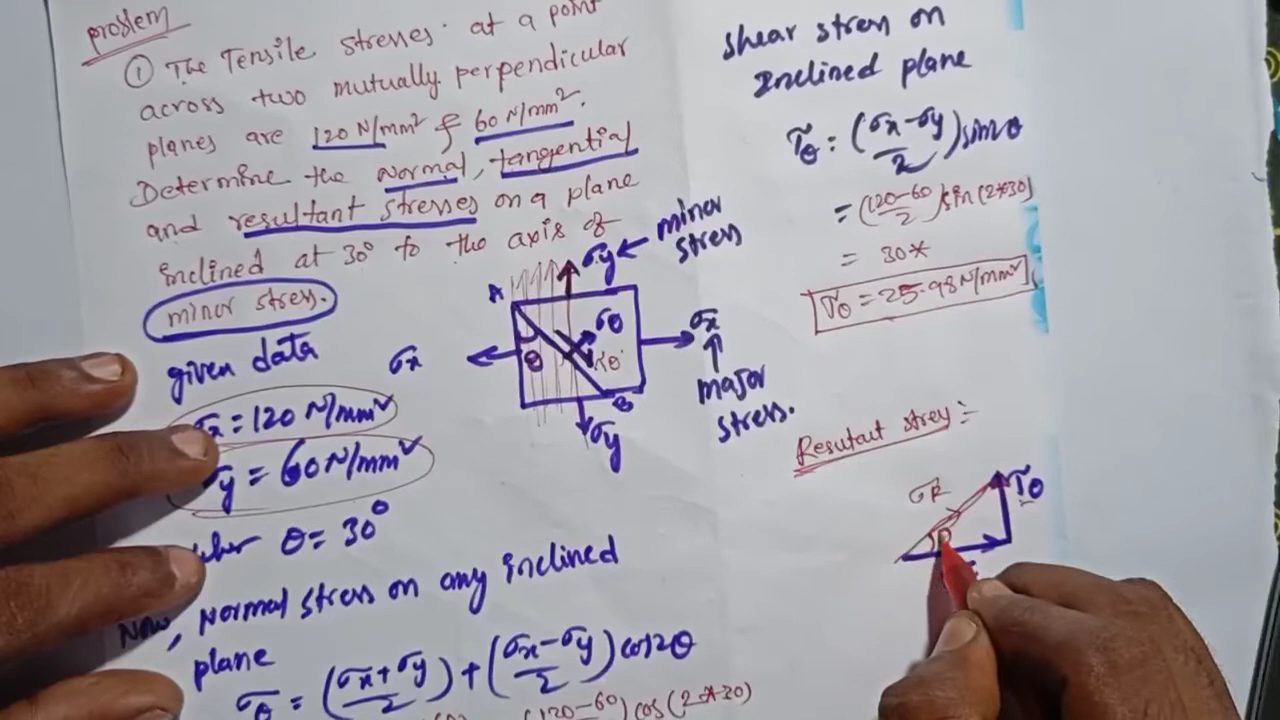 problem
① The Tensile stresses at a point
across two mutually perpendicular
planes are 120 N/mm² & 60 N/mm².
Determine the Normal, tangential
and resultant stresses on a plane
inclined at 30° to the axis of
minor stress.
given data
σx = 120 N/mm²
σy = 60 N/mm²
θ = 30°
Now, Normal stress on any inclined
plane
σθ = (σx+σy/2) + (σx-σy/2) cos2θ
(120-60) cos(2*30)
σy ← minor
stress
A
σθ
σx
θ
τθ
σx
↑
major
stress.
B
σy
shear stress on
Inclined plane
τθ = (σx-σy/2) sin2θ
= (120-60/2) sin(2*30)
= 30*
τθ = 25.98 N/mm²
Resutaut strey :-
σR
τθ